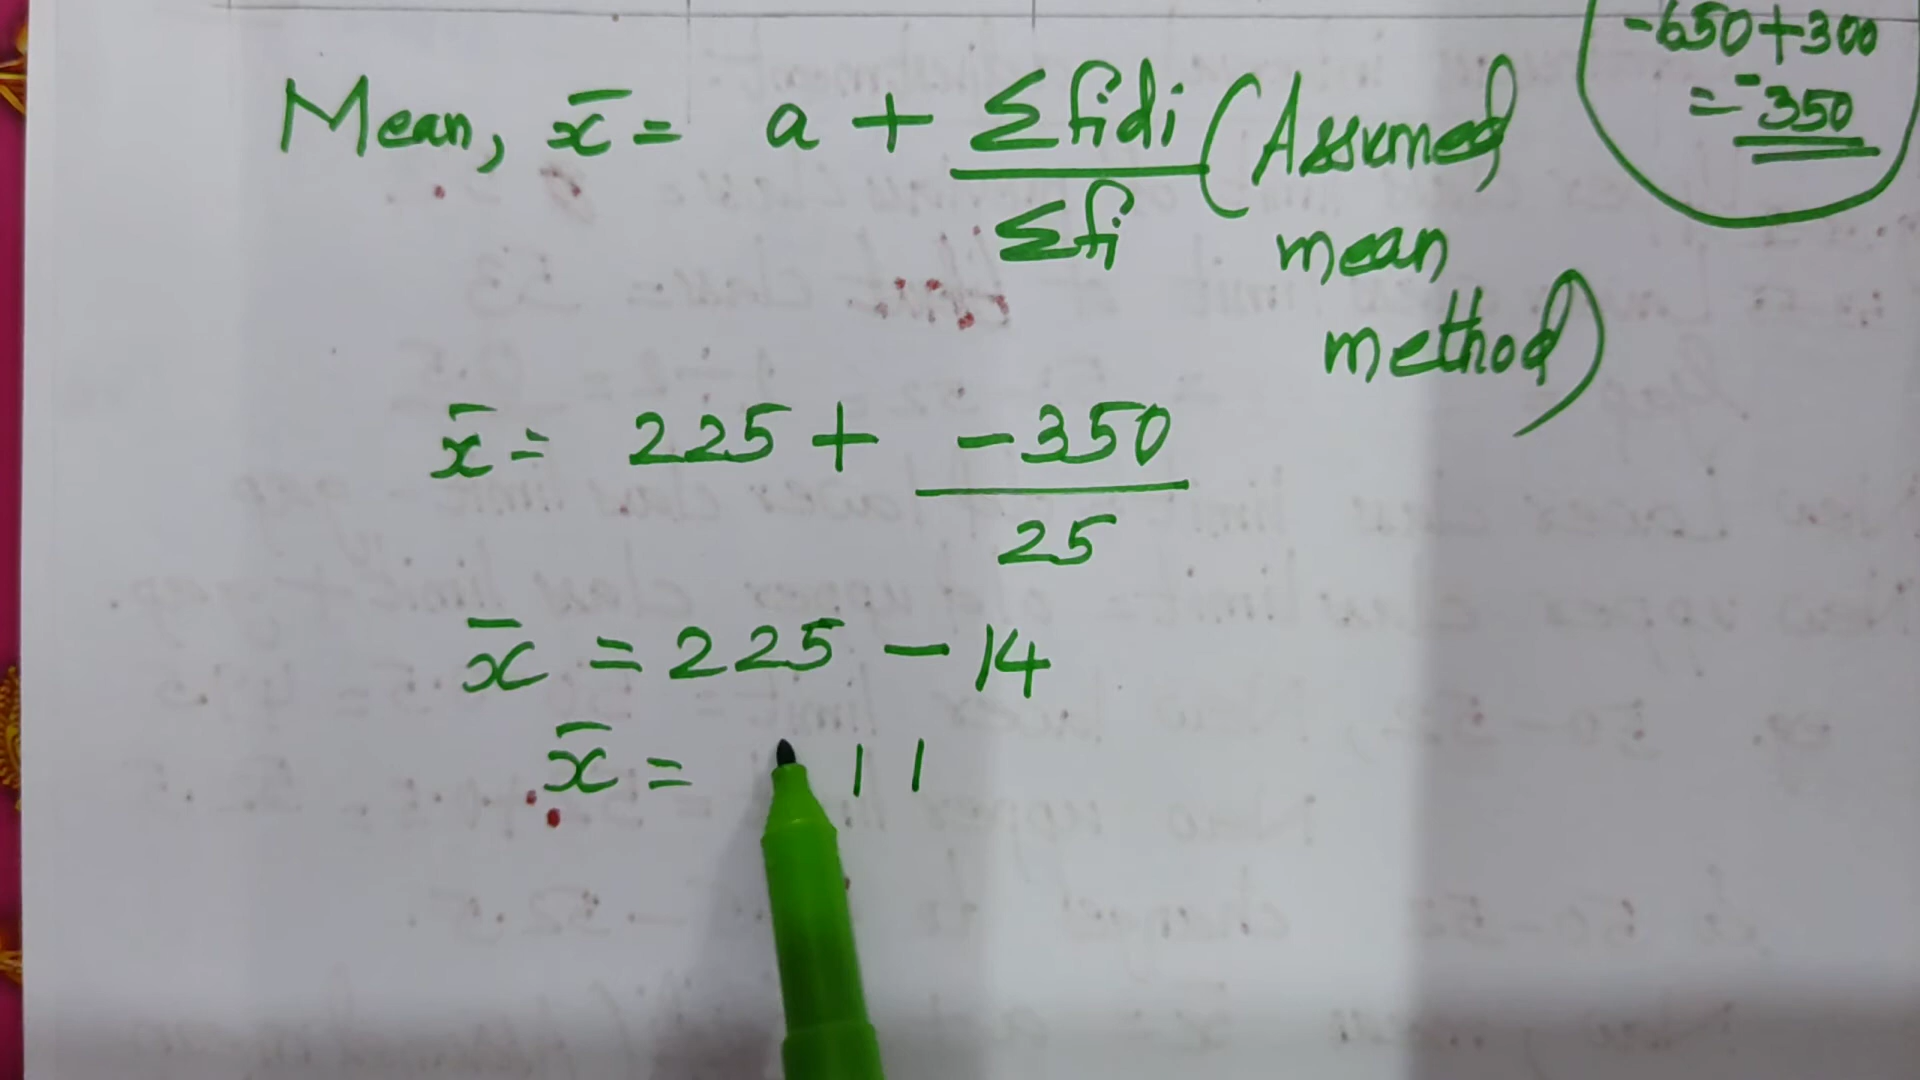 -650+300
= -350
Mean, x̄ = a + Σfidi / Σfi (Assumed mean method)
x̄ = 225 + -350 / 25
x̄ = 225 - 14
x̄ = 11